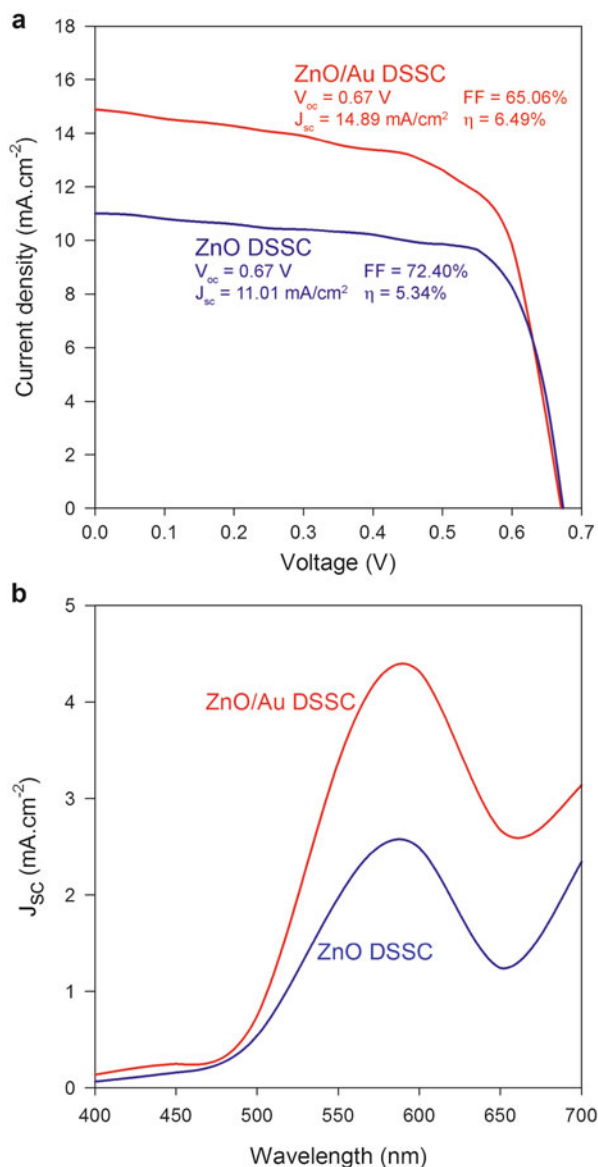 a
18
16
14
12
10
8
6
4
2
0
Current density (mA.cm-2)
ZnO/Au DSSC
Voc = 0.67 V FF = 65.06%
Jsc = 14.89 mA/cm2 η = 6.49%
ZnO DSSC
Voc = 0.67 V FF = 72.40%
Jsc = 11.01 mA/cm2 η = 5.34%
0.0 0.1 0.2 0.3 0.4 0.5 0.6 0.7
Voltage (V)
b
5
4
3
2
1
0
JSC (mA.cm-2)
ZnO/Au DSSC
ZnO DSSC
400 450 500 550 600 650 700
Wavelength (nm)